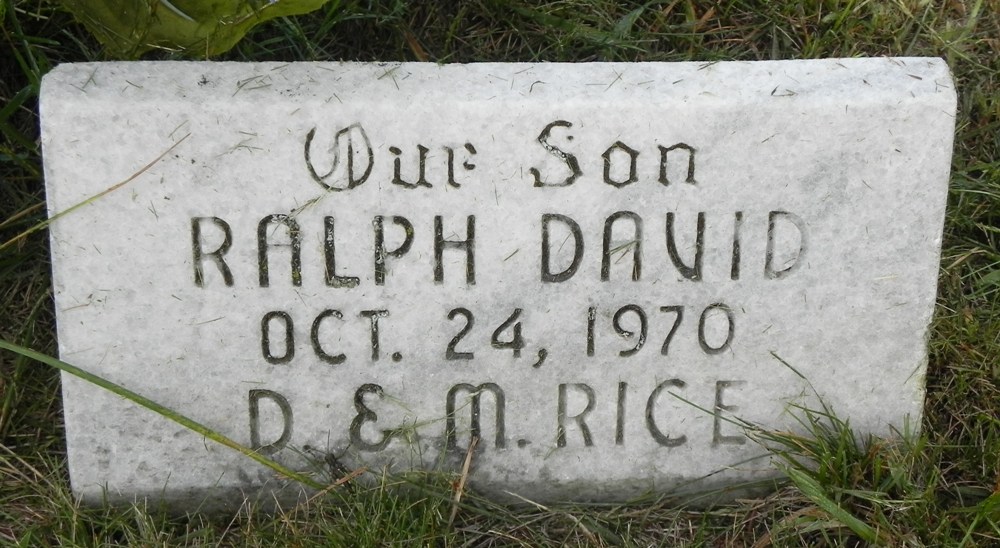 Our Son
RALPH DAVID
OCT. 24, 1970
D. & M. RICE